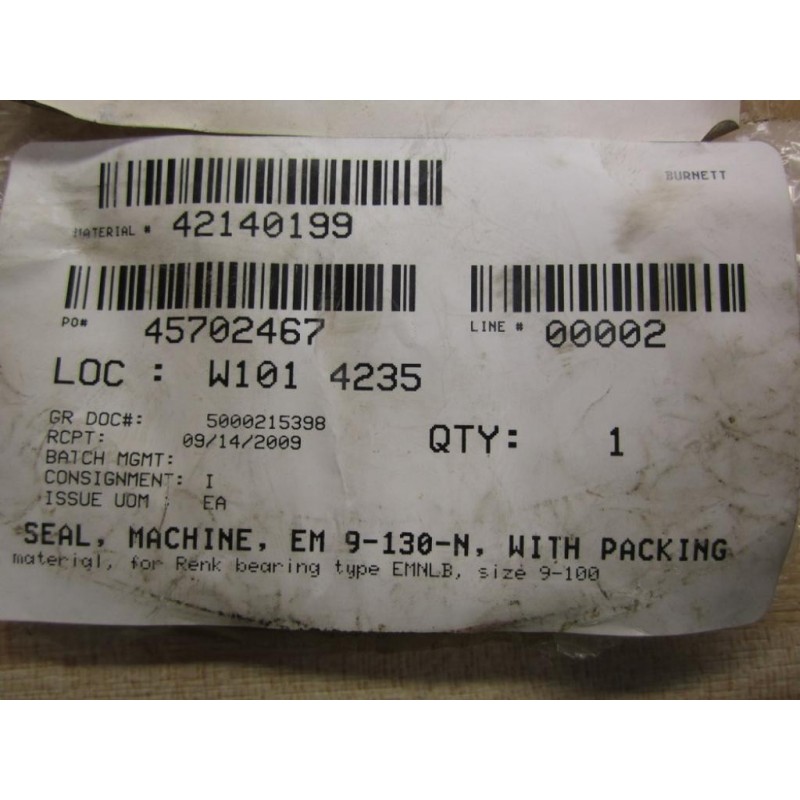 BURNETT
MATERIAL # 42140199
PO# 45702467
LINE # 00002
LOC : W101 4235
GR DOC#: 5000215398
RCPT: 09/14/2009
QTY: 1
BATCH MGMT:
CONSIGNMENT: I
ISSUE UOM : EA
SEAL, MACHINE, EM 9-130-N, WITH PACKING
material, for Renk bearing type EMNLB, size 9-100